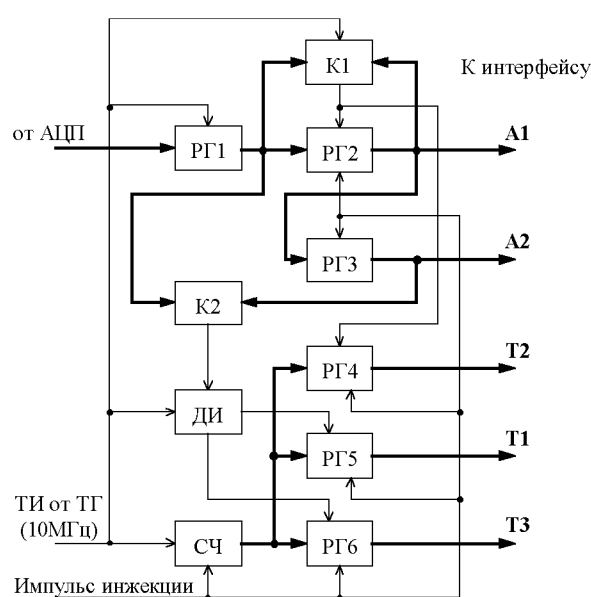 К1
К интерфейсу
от АЦП
РГ1
РГ2
А1
РГ3
А2
К2
РГ4
Т2
ДИ
РГ5
Т1
ТИ от ТГ
(10МГц)
СЧ
РГ6
Т3
Импульс инжекции